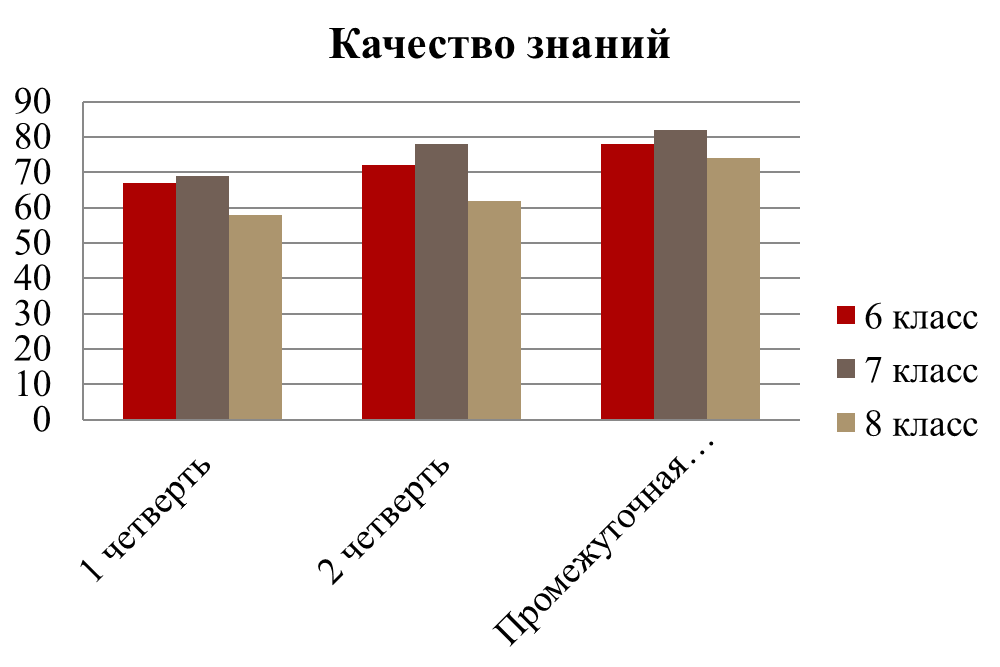 Качество знаний
90
80
70
60
50
40
30
20
10
0
1 четверть
2 четверть
Промежуточная…
6 класс
7 класс
8 класс